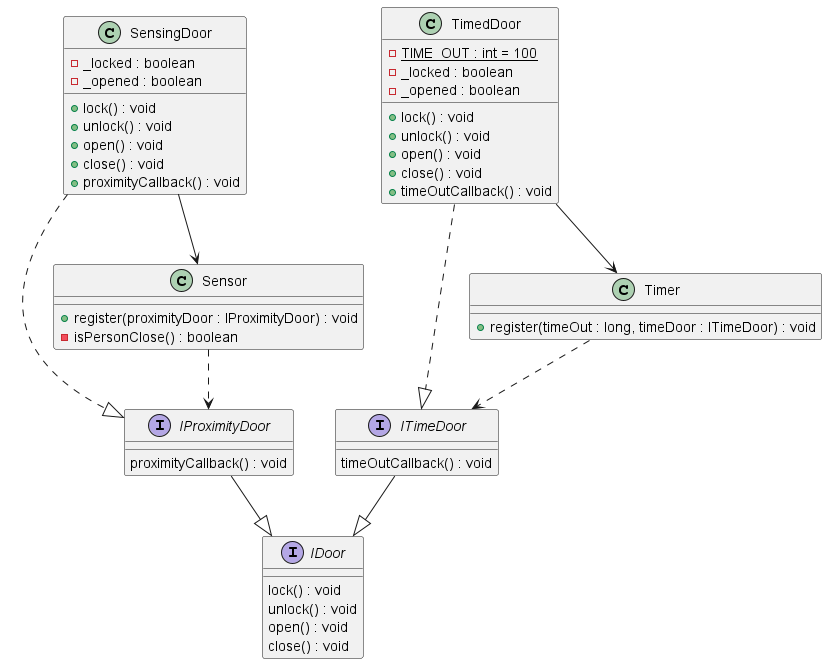 C SensingDoor
_locked : boolean
_opened : boolean
lock() : void
unlock() : void
open() : void
close() : void
proximityCallback() : void
C TimedDoor
TIME_OUT : int = 100
_locked : boolean
_opened : boolean
lock() : void
unlock() : void
open() : void
close() : void
timeOutCallback() : void
C Sensor
register(proximityDoor : IProximityDoor) : void
isPersonClose() : boolean
C Timer
register(timeOut : long, timeDoor : ITimeDoor) : void
I IProximityDoor
proximityCallback() : void
I ITimeDoor
timeOutCallback() : void
I IDoor
lock() : void
unlock() : void
open() : void
close() : void